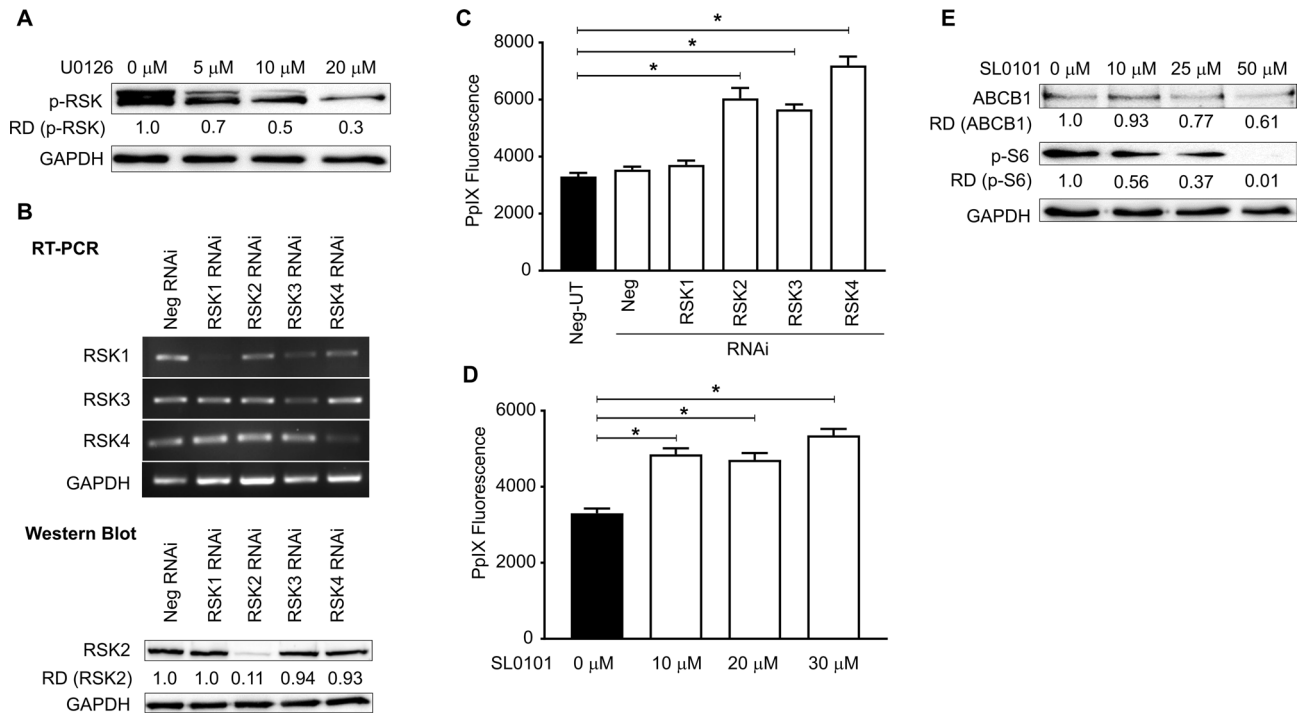 A
U0126 0 µM 5 µM 10 µM 20 µM
p-RSK
RD (p-RSK) 1.0 0.7 0.5 0.3
GAPDH
B
RT-PCR
Neg RNAi RSK1 RNAi RSK2 RNAi RSK3 RNAi RSK4 RNAi
RSK1
RSK3
RSK4
GAPDH
Western Blot
Neg RNAi RSK1 RNAi RSK2 RNAi RSK3 RNAi RSK4 RNAi
RSK2
RD (RSK2) 1.0 1.0 0.11 0.94 0.93
GAPDH
C
PpIX Fluorescence
8000
6000
4000
2000
0
*
*
*
Neg-UT Neg RSK1 RSK2 RSK3 RSK4
RNAi
D
PpIX Fluorescence
6000
4000
2000
0
*
*
*
SL0101 0 µM 10 µM 20 µM 30 µM
E
SL0101 0 µM 10 µM 25 µM 50 µM
ABCB1
RD (ABCB1) 1.0 0.93 0.77 0.61
p-S6
RD (p-S6) 1.0 0.56 0.37 0.01
GAPDH